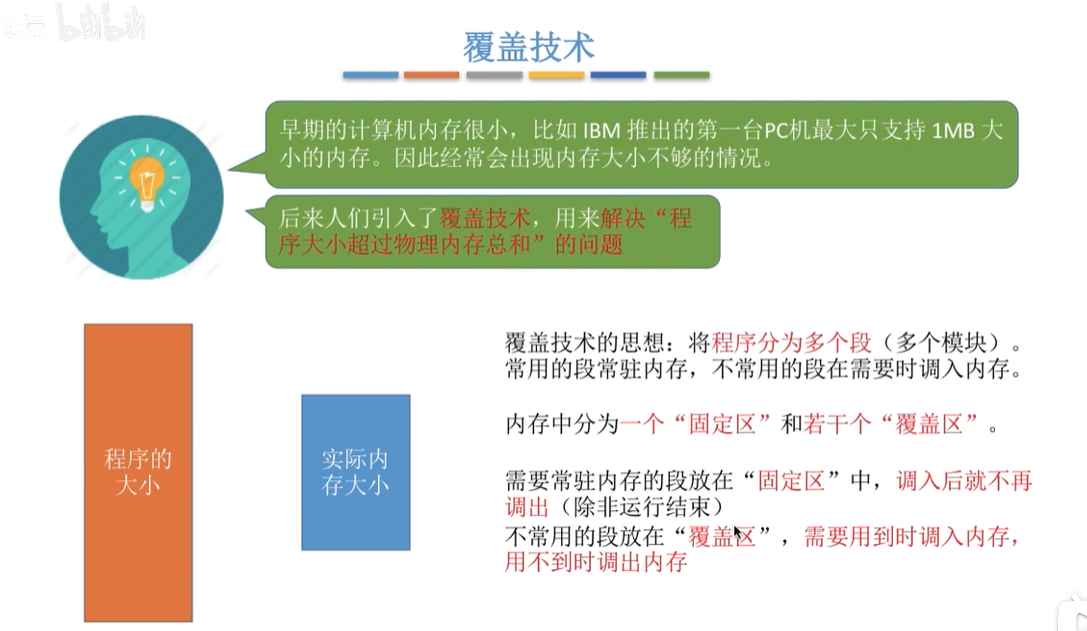 bilibili
覆盖技术
早期的计算机内存很小，比如 IBM 推出的第一台PC机最大只支持 1MB 大
小的内存。因此经常会出现内存大小不够的情况。
后来人们引入了覆盖技术，用来解决“程
序大小超过物理内存总和”的问题
程序的
大小
实际内
存大小
覆盖技术的思想：将程序分为多个段（多个模块）。
常用的段常驻内存，不常用的段在需要时调入内存。
内存中分为一个“固定区”和若干个“覆盖区”。
需要常驻内存的段放在“固定区”中，调入后就不再
调出（除非运行结束）
不常用的段放在“覆盖区”，需要用到时调入内存，
用不到时调出内存